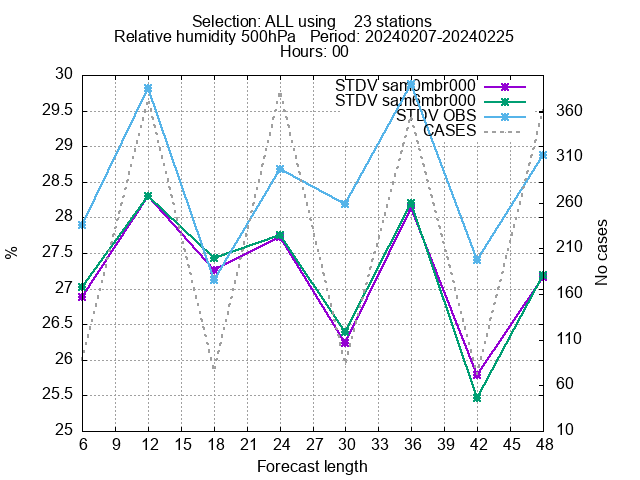 Selection: ALL using 23 stations
Relative humidity 500hPa Period: 20240207-20240225
Hours: 00
STDV sam0mbr000
STDV sam6mbr000
STDV OBS
CASES
30
29.5
29
28.5
28
27.5
27
26.5
26
25.5
25
360
310
260
210
160
110
60
10
%
No cases
6 9 12 15 18 21 24 27 30 33 36 39 42 45 48
Forecast length